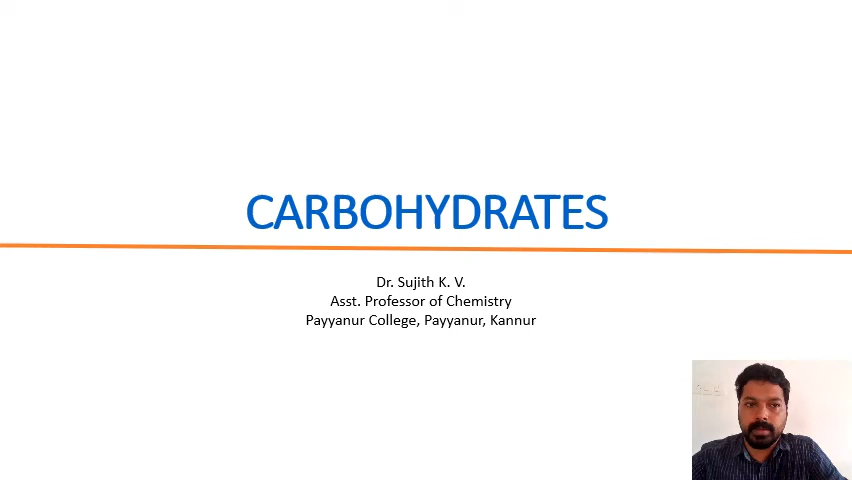 CARBOHYDRATES
Dr. Sujith K. V.
Asst. Professor of Chemistry
Payyanur College, Payyanur, Kannur